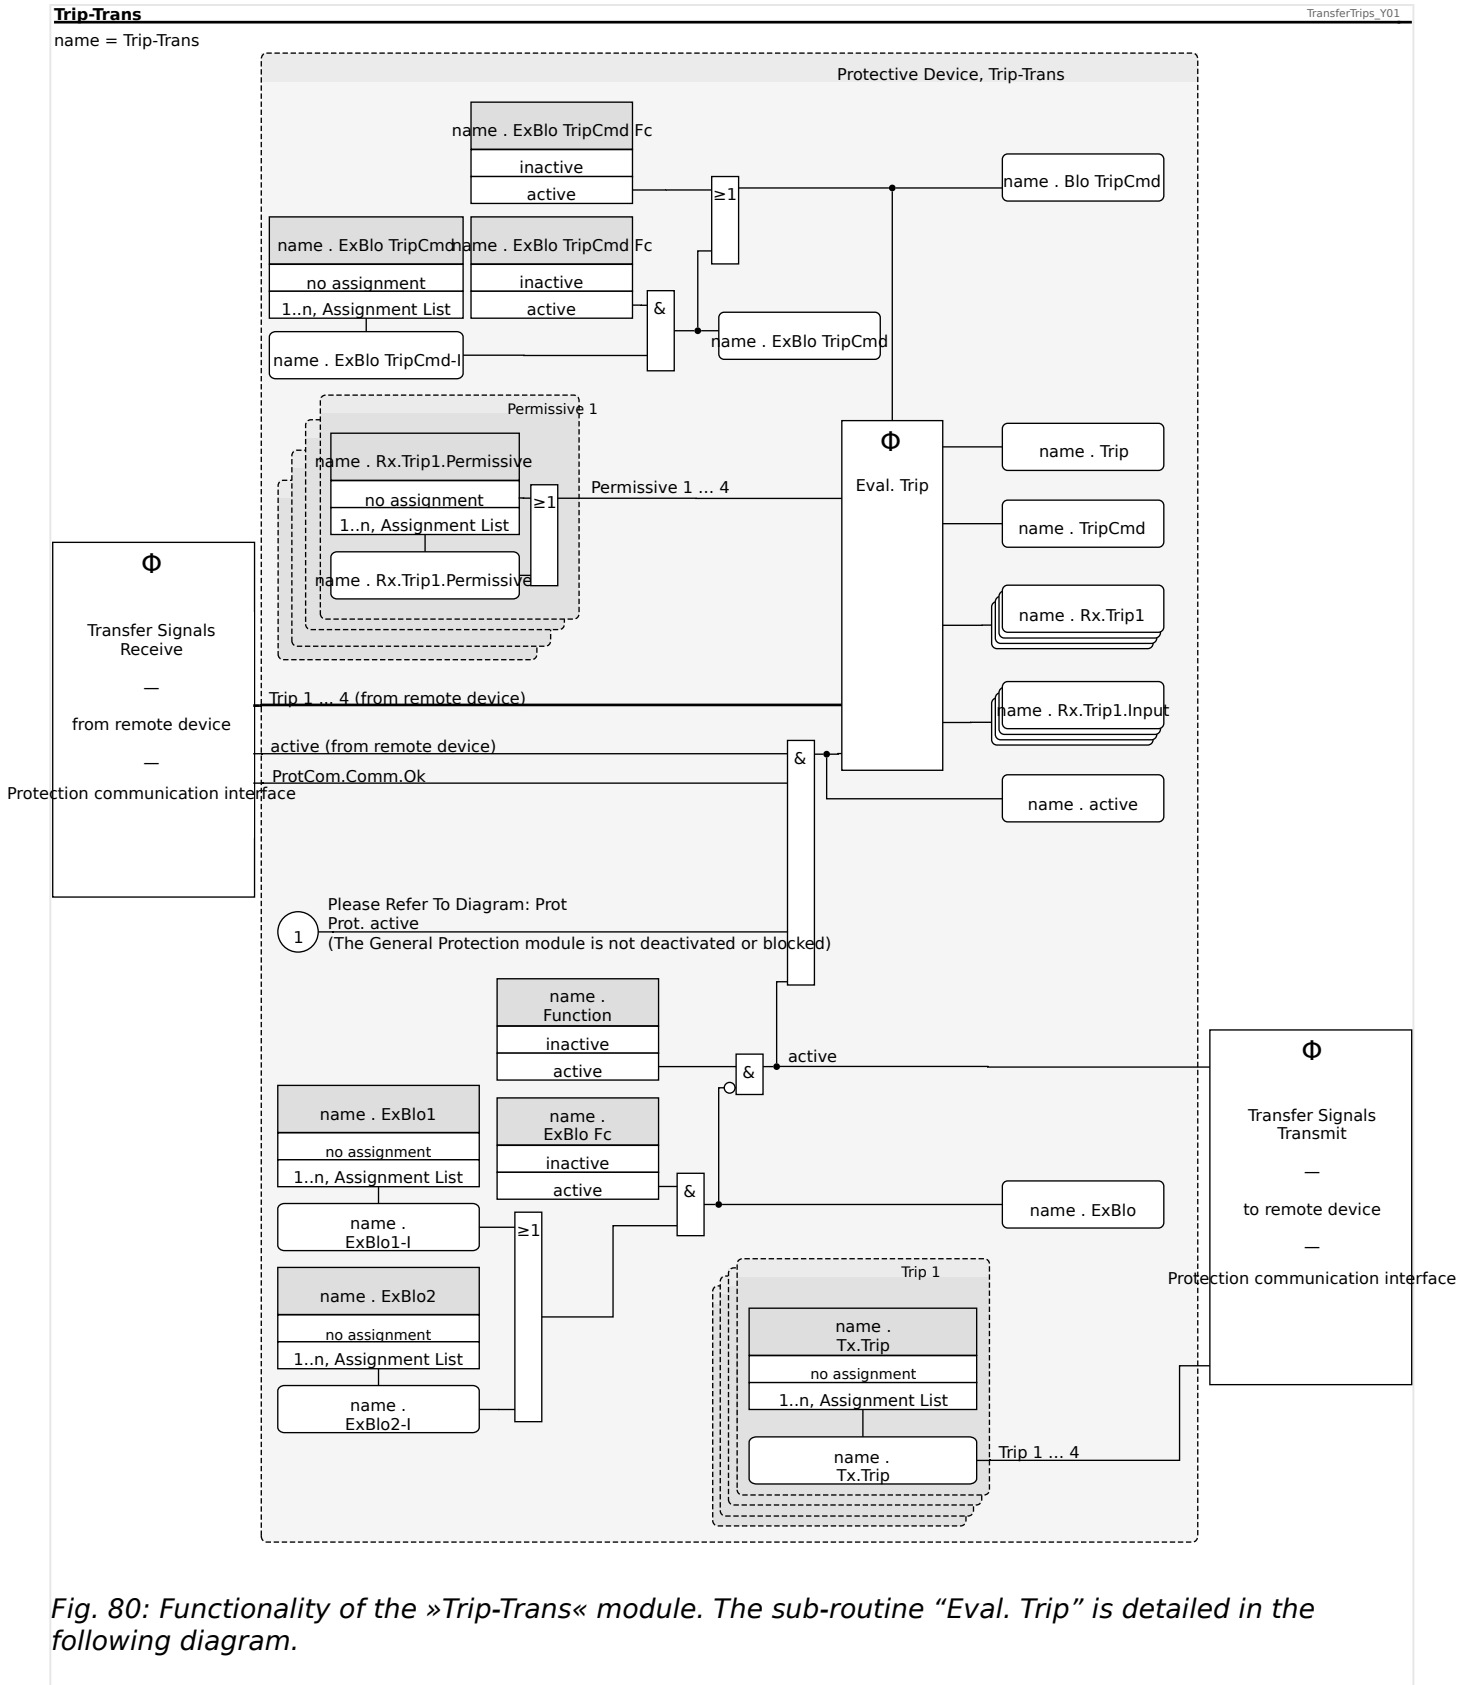 Trip-Trans
TransferTrips_Y01
name = Trip-Trans
Protective Device, Trip-Trans
name . ExBlo TripCmd Fc
inactive
active
≥1
name . Blo TripCmd
name . ExBlo TripCmd
no assignment
1..n, Assignment List
name . ExBlo TripCmd Fc
inactive
active
&
name . ExBlo TripCmd-I
name . ExBlo TripCmd
Permissive 1
name . Rx.Trip1.Permissive
no assignment
1..n, Assignment List
≥1
name . Rx.Trip1.Permissive
Permissive 1 ... 4
Φ
Eval. Trip
name . Trip
name . TripCmd
name . Rx.Trip1
name . Rx.Trip1.Input
name . active
Φ
Transfer Signals
Receive
—
from remote device
—
Protection communication interface
Trip 1 ... 4 (from remote device)
active (from remote device)
ProtCom.Comm.Ok
&
1
Please Refer To Diagram: Prot
Prot. active
(The General Protection module is not deactivated or blocked)
name .
Function
inactive
active
&
active
name . ExBlo1
no assignment
1..n, Assignment List
name .
ExBlo1-I
name .
ExBlo Fc
inactive
active
&
≥1
name . ExBlo
name . ExBlo2
no assignment
1..n, Assignment List
name .
ExBlo2-I
Trip 1
name .
Tx.Trip
no assignment
1..n, Assignment List
name .
Tx.Trip
Trip 1 ... 4
Φ
Transfer Signals
Transmit
—
to remote device
—
Protection communication interface
Fig. 80: Functionality of the »Trip-Trans« module. The sub-routine “Eval. Trip” is detailed in the
following diagram.